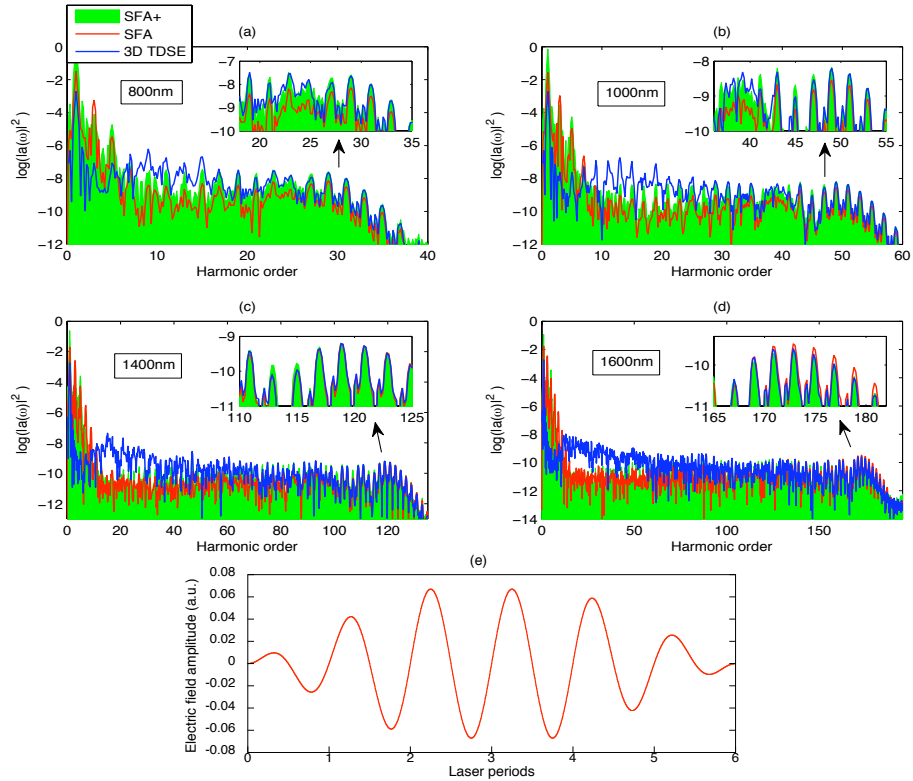 SFA+
SFA
3D TDSE
(a)
800nm
log(|a(ω)|² )
0
−2
−4
−6
−8
−10
−12
0 10 20 30 40
Harmonic order
−7
−8
−9
−10
20 25 30 35
(b)
1000nm
log(|a(ω)|² )
0
−2
−4
−6
−8
−10
−12
0 10 20 30 40 50 60
Harmonic order
−8
−9
−10
40 45 50 55
(c)
1400nm
log(|a(ω)|²
0
−2
−4
−6
−8
−10
−12
0 20 40 60 80 100 120
Harmonic order
−9
−10
−11
110 115 120 125
(d)
1600nm
log(|a(ω)|²
0
−2
−4
−6
−8
−10
−12
−14
0 50 100 150
Harmonic order
−10
−11
165 170 175 180
(e)
Electric field amplitude (a.u.)
0.08
0.06
0.04
0.02
0
−0.02
−0.04
−0.06
−0.08
0 1 2 3 4 5 6
Laser periods